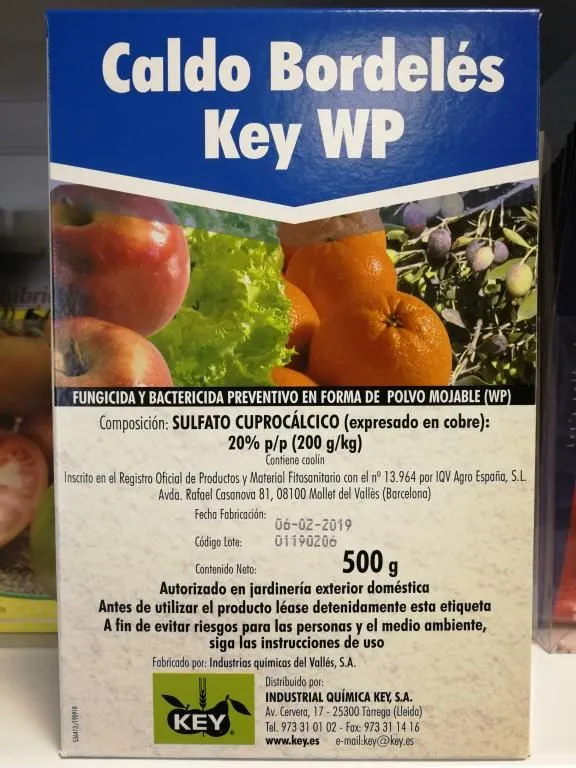 Caldo Bordelés
Key WP
FUNGICIDA Y BACTERICIDA PREVENTIVO EN FORMA DE POLVO MOJABLE (WP)
Composición: SULFATO CUPROCÁLCICO (expresado en cobre):
20% p/p (200 g/kg)
Contiene caolín
Inscrito en el Registro Oficial de Productos y Material Fitosanitario con el nº 13.964 por IQV Agro España, S.L.
Avda. Rafael Casanova 81, 08100 Mollet del Vallès (Barcelona)
Fecha Fabricación: 06-02-2019
Código Lote: 01190206
Contenido Neto: 500 g
Autorizado en jardinería exterior doméstica
Antes de utilizar el producto léase detenidamente esta etiqueta
A fin de evitar riesgos para las personas y el medio ambiente,
siga las instrucciones de uso
Fabricado por: Industrias químicas del Vallés, S.A.
KEY
Distribuido por:
INDUSTRIAL QUÍMICA KEY, S.A.
Av. Cervera, 17 - 25300 Tàrrega (Lleida)
Tel. 973 31 01 02 - Fax: 973 31 14 16
www.key.es e-mail:key@key.es